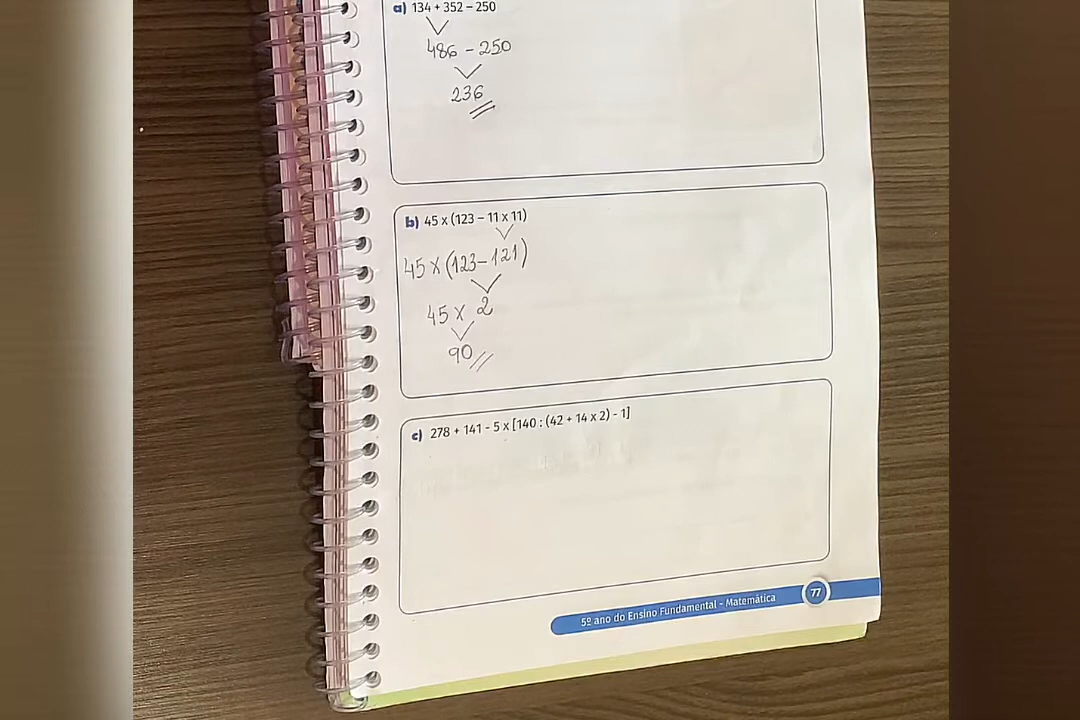 a) 134 + 352 – 250
486 – 250
236
b) 45 x (123 – 11 x 11)
45 x (123 – 121)
45 x 2
90
c) 278 + 141 - 5 x [140 : (42 + 14 x 2) - 1]
5º ano do Ensino Fundamental - Matemática 77